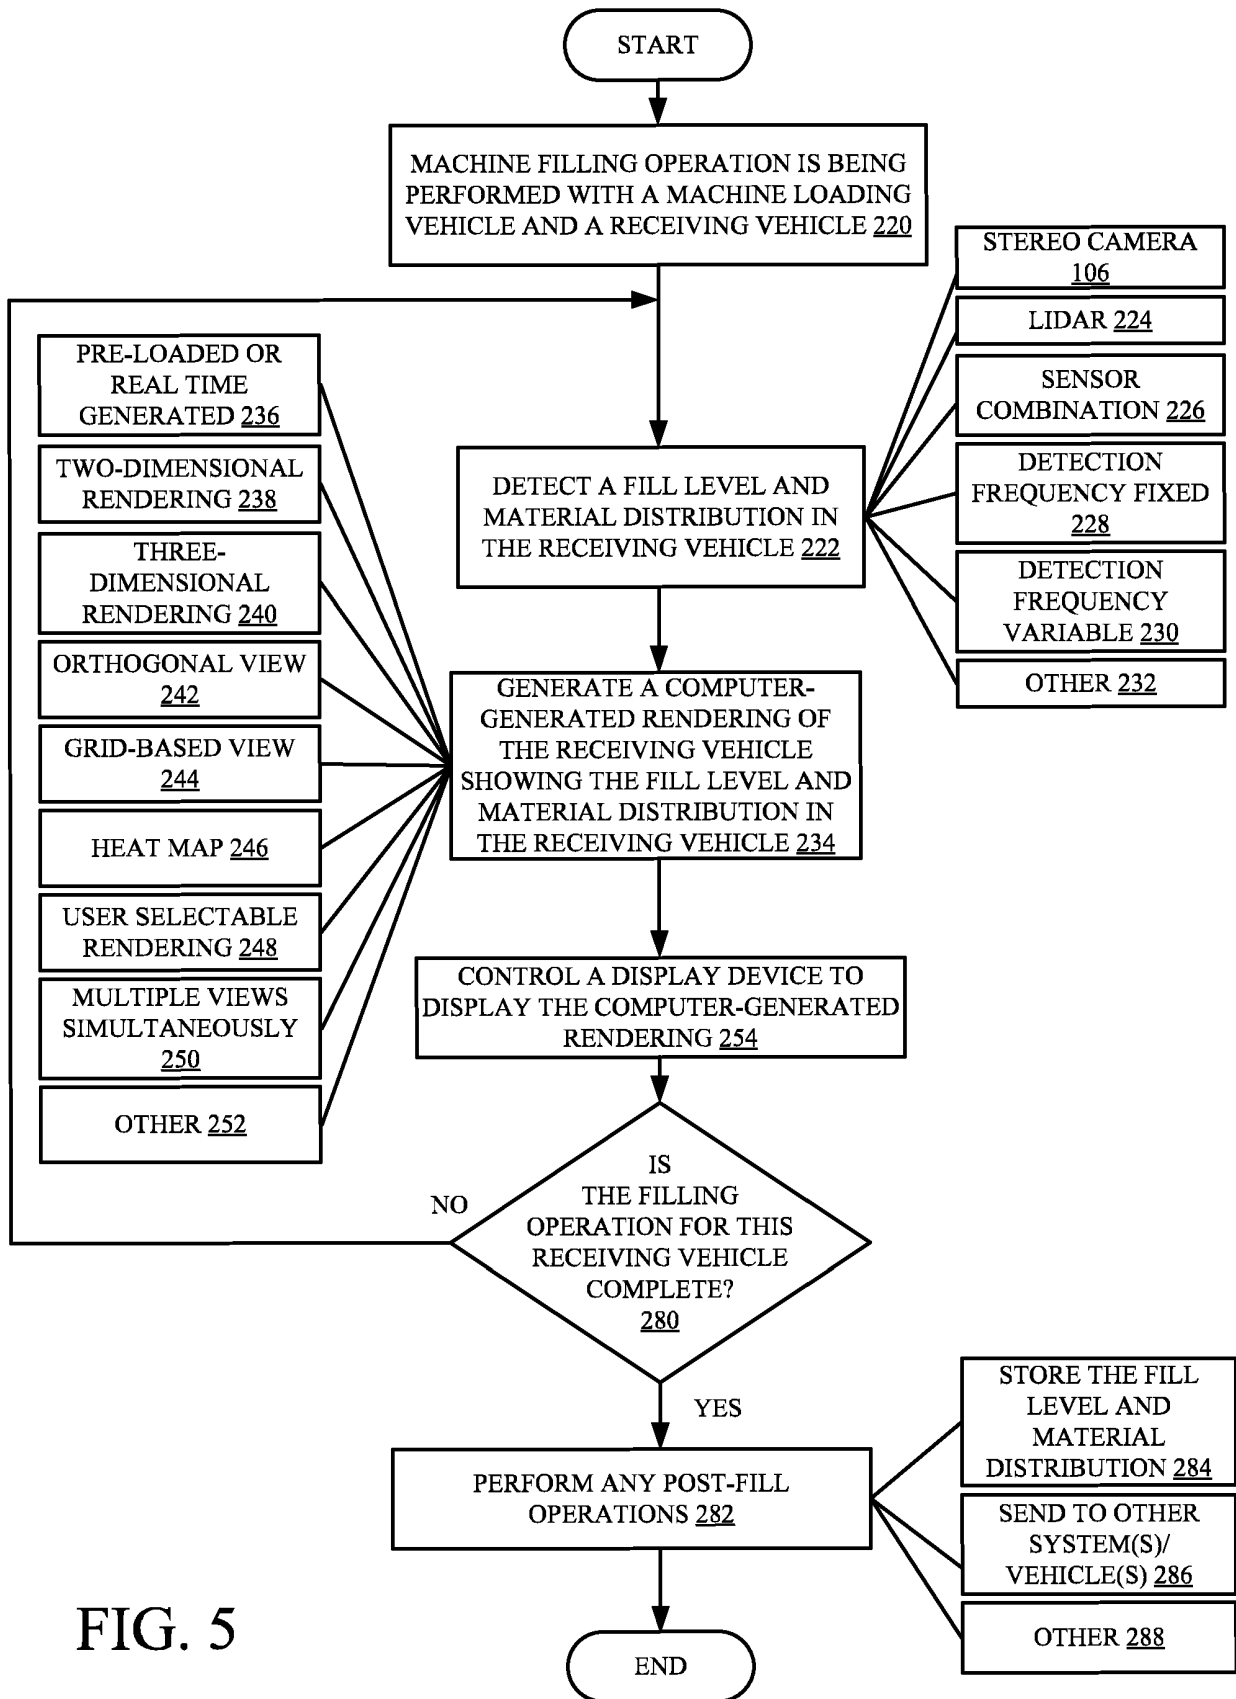 START
MACHINE FILLING OPERATION IS BEING
PERFORMED WITH A MACHINE LOADING
VEHICLE AND A RECEIVING VEHICLE 220
STEREO CAMERA
106
LIDAR 224
SENSOR
COMBINATION 226
DETECTION
FREQUENCY FIXED
228
DETECTION
FREQUENCY
VARIABLE 230
OTHER 232
DETECT A FILL LEVEL AND
MATERIAL DISTRIBUTION IN
THE RECEIVING VEHICLE 222
PRE-LOADED OR
REAL TIME
GENERATED 236
TWO-DIMENSIONAL
RENDERING 238
THREE-
DIMENSIONAL
RENDERING 240
ORTHOGONAL VIEW
242
GRID-BASED VIEW
244
HEAT MAP 246
USER SELECTABLE
RENDERING 248
MULTIPLE VIEWS
SIMULTANEOUSLY
250
OTHER 252
GENERATE A COMPUTER-
GENERATED RENDERING OF
THE RECEIVING VEHICLE
SHOWING THE FILL LEVEL AND
MATERIAL DISTRIBUTION IN
THE RECEIVING VEHICLE 234
CONTROL A DISPLAY DEVICE TO
DISPLAY THE COMPUTER-GENERATED
RENDERING 254
IS
THE FILLING
OPERATION FOR THIS
RECEIVING VEHICLE
COMPLETE?
280
NO
YES
PERFORM ANY POST-FILL
OPERATIONS 282
STORE THE FILL
LEVEL AND
MATERIAL
DISTRIBUTION 284
SEND TO OTHER
SYSTEM(S)/
VEHICLE(S) 286
OTHER 288
END
FIG. 5